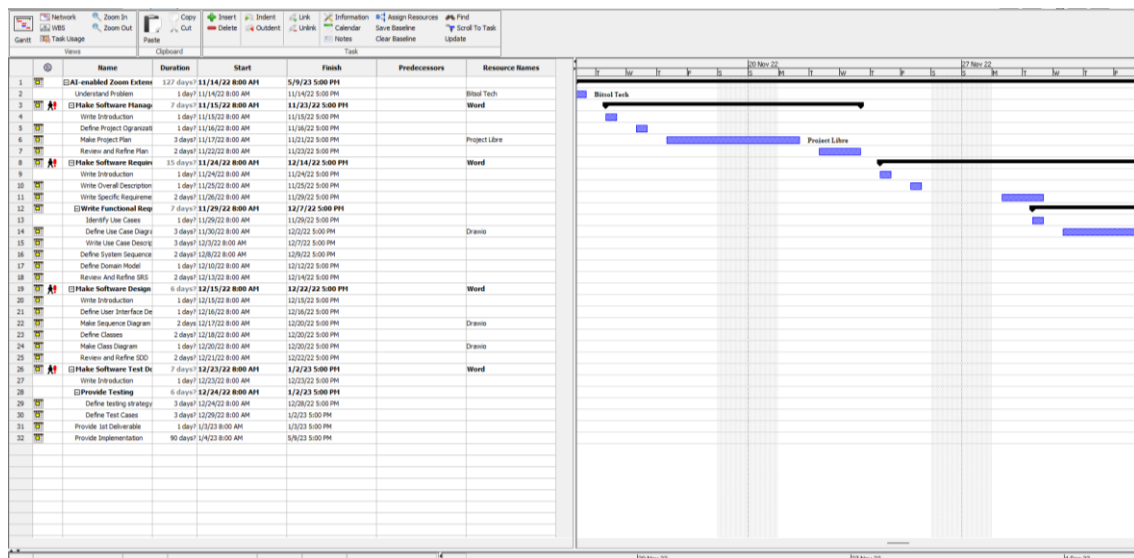 Network Zoom In Copy Insert Indent Link Information Assign Resources Find
WBS Zoom Out Cut Delete Outdent Unlink Calendar Save Baseline Scroll To Task
Gantt Task Usage Paste Notes Clear Baseline Update
Views Clipboard Task
Name Duration Start Finish Predecessors Resource Names
20 Nov 22 27 Nov 22
T W T F S S M T W T F S S M T W T F
1 AI-enabled Zoom Extens 127 days? 11/14/22 8:00 AM 5/9/23 5:00 PM
2 Understand Problem 1 day? 11/14/22 8:00 AM 11/14/22 5:00 PM Bitsol Tech Bitsol Tech
3 Make Software Manag 7 days? 11/15/22 8:00 AM 11/23/22 5:00 PM Word
4 Write Introduction 1 day? 11/15/22 8:00 AM 11/15/22 5:00 PM
5 Define Project Ogranizati 1 day? 11/16/22 8:00 AM 11/16/22 5:00 PM
6 Make Project Plan 3 days? 11/17/22 8:00 AM 11/21/22 5:00 PM Project Libre Project Libre
7 Review and Refine Plan 2 days? 11/22/22 8:00 AM 11/23/22 5:00 PM
8 Make Software Require 15 days? 11/24/22 8:00 AM 12/14/22 5:00 PM Word
9 Write Introduction 1 day? 11/24/22 8:00 AM 11/24/22 5:00 PM
10 Write Overall Description 1 day? 11/25/22 8:00 AM 11/25/22 5:00 PM
11 Write Specific Requireme 2 days? 11/26/22 8:00 AM 11/29/22 5:00 PM
12 Write Functional Req 7 days? 11/29/22 8:00 AM 12/7/22 5:00 PM
13 Identify Use Cases 1 day? 11/29/22 8:00 AM 11/29/22 5:00 PM
14 Define Use Case Diagra 3 days? 11/30/22 8:00 AM 12/2/22 5:00 PM Drawio
15 Write Use Case Descrip 3 days? 12/3/22 8:00 AM 12/7/22 5:00 PM
16 Define System Sequence 2 days? 12/8/22 8:00 AM 12/9/22 5:00 PM
17 Define Domain Model 1 day? 12/10/22 8:00 AM 12/12/22 5:00 PM
18 Review And Refine SRS 2 days? 12/13/22 8:00 AM 12/14/22 5:00 PM
19 Make Software Design 6 days? 12/15/22 8:00 AM 12/22/22 5:00 PM Word
20 Write Introduction 1 day? 12/15/22 8:00 AM 12/15/22 5:00 PM
21 Define User Interface De 1 day? 12/16/22 8:00 AM 12/16/22 5:00 PM
22 Make Sequence Diagram 2 days 12/17/22 8:00 AM 12/20/22 5:00 PM Drawio
23 Define Classes 2 days? 12/18/22 8:00 AM 12/20/22 5:00 PM
24 Make Class Diagram 1 day? 12/20/22 8:00 AM 12/20/22 5:00 PM Drawio
25 Review and Refine SDD 2 days? 12/21/22 8:00 AM 12/22/22 5:00 PM
26 Make Software Test Do 7 days? 12/23/22 8:00 AM 1/2/23 5:00 PM Word
27 Write Introduction 1 day? 12/23/22 8:00 AM 12/23/22 5:00 PM
28 Provide Testing 6 days? 12/24/22 8:00 AM 1/2/23 5:00 PM
29 Define testing strategy 3 days? 12/24/22 8:00 AM 12/28/22 5:00 PM
30 Define Test Cases 3 days? 12/29/22 8:00 AM 1/2/23 5:00 PM
31 Provide 1st Deliverable 1 day? 1/3/23 8:00 AM 1/3/23 5:00 PM
32 Provide Implementation 90 days? 1/4/23 8:00 AM 5/9/23 5:00 PM